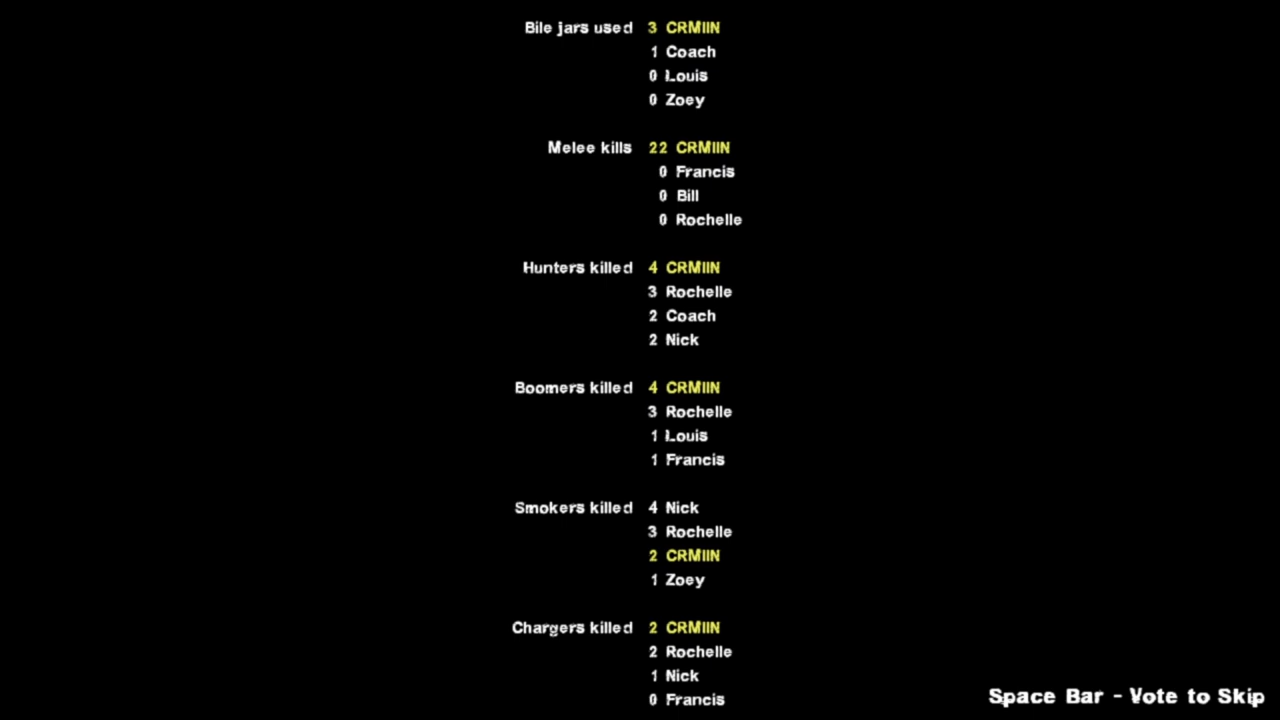 Bile jars used 3 CRMIIN
1 Coach
0 Louis
0 Zoey
Melee kills 22 CRMIIN
0 Francis
0 Bill
0 Rochelle
Hunters killed 4 CRMIIN
3 Rochelle
2 Coach
2 Nick
Boomers killed 4 CRMIIN
3 Rochelle
1 Louis
1 Francis
Smokers killed 4 Nick
3 Rochelle
2 CRMIIN
1 Zoey
Chargers killed 2 CRMIIN
2 Rochelle
1 Nick
0 Francis
Space Bar - Vote to Skip